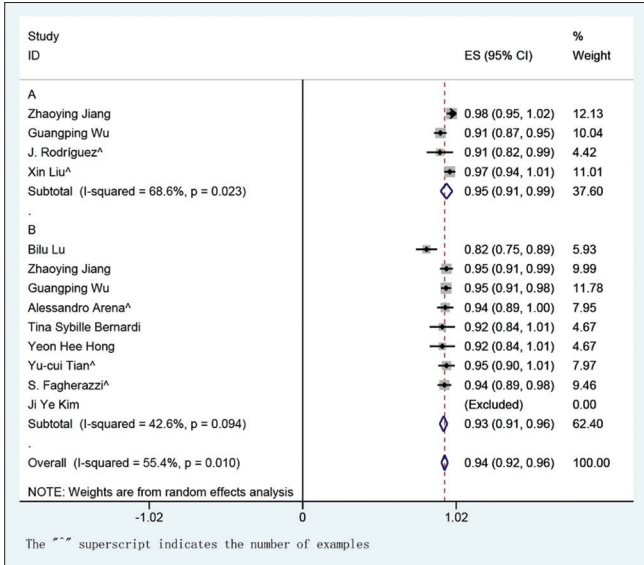 Study %
ID ES (95% CI) Weight
A
Zhaoying Jiang 0.98 (0.95, 1.02) 12.13
Guangping Wu 0.91 (0.87, 0.95) 10.04
J. Rodríguez^ 0.91 (0.82, 0.99) 4.42
Xin Liu^ 0.97 (0.94, 1.01) 11.01
Subtotal (I-squared = 68.6%, p = 0.023) 0.95 (0.91, 0.99) 37.60
.
B
Bilu Lu 0.82 (0.75, 0.89) 5.93
Zhaoying Jiang 0.95 (0.91, 0.99) 9.99
Guangping Wu 0.95 (0.91, 0.98) 11.78
Alessandro Arena^ 0.94 (0.89, 1.00) 7.95
Tina Sybille Bernardi 0.92 (0.84, 1.01) 4.67
Yeon Hee Hong 0.92 (0.84, 1.01) 4.67
Yu-cui Tian^ 0.95 (0.90, 1.01) 7.97
S. Fagherazzi^ 0.94 (0.89, 0.98) 9.46
Ji Ye Kim (Excluded) 0.00
Subtotal (I-squared = 42.6%, p = 0.094) 0.93 (0.91, 0.96) 62.40
.
Overall (I-squared = 55.4%, p = 0.010) 0.94 (0.92, 0.96) 100.00
NOTE: Weights are from random effects analysis
-1.02 0 1.02
The "^" superscript indicates the number of examples